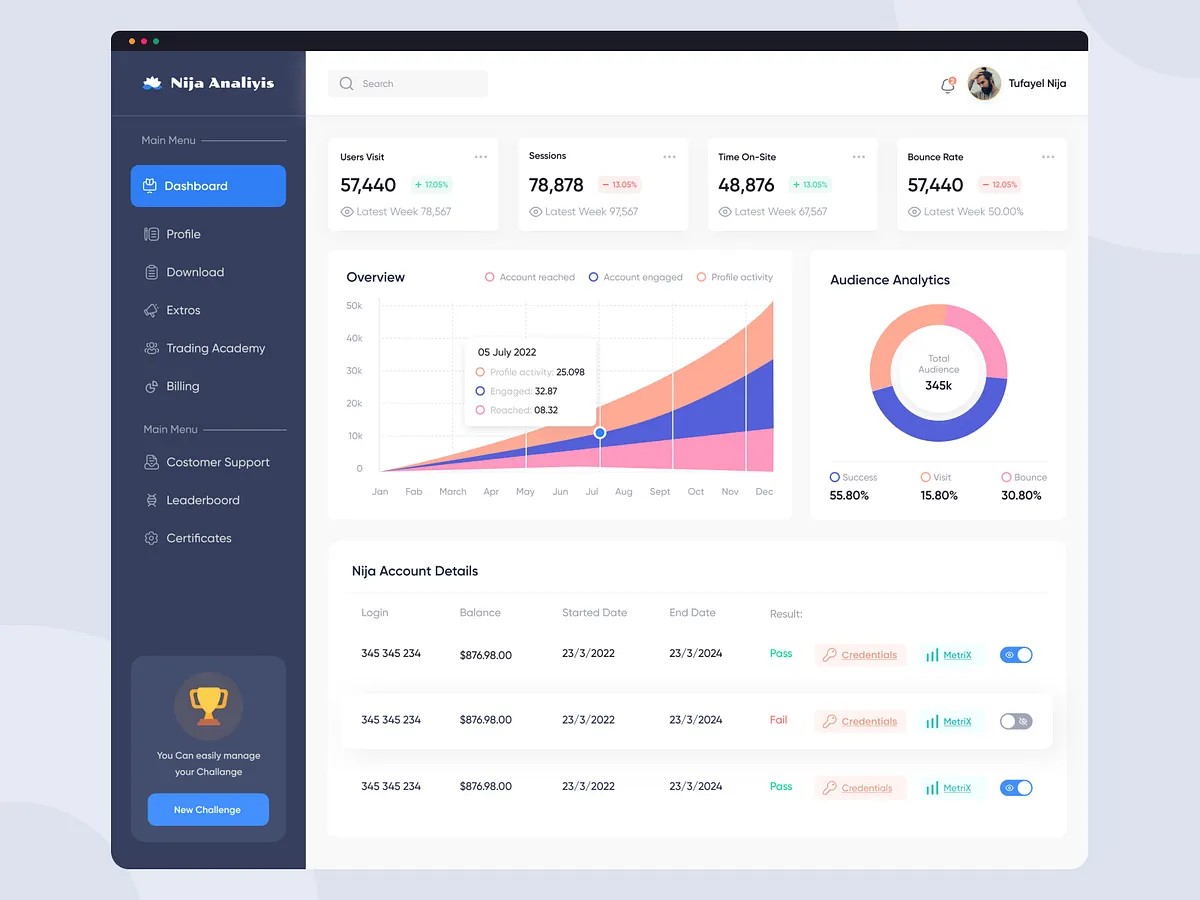 Nija Analiyis
Main Menu
Dashboard
Profile
Download
Extros
Trading Academy
Billing
Main Menu
Costomer Support
Leaderboord
Certificates
You Can easily manage
your Challange
New Challenge
Search
2
Tufayel Nija
Users Visit
57,440 + 17.05%
Latest Week 78,567
Sessions
78,878 − 13.05%
Latest Week 97,567
Time On-Site
48,876 + 13.05%
Latest Week 67,567
Bounce Rate
57,440 − 12.05%
Latest Week 50.00%
Overview
Account reached Account engaged Profile activity
50k
40k
30k
20k
10k
0
05 July 2022
Profile activity: 25.098
Engaged: 32.87
Reached: 08.32
Jan Fab March Apr May Jun Jul Aug Sept Oct Nov Dec
Audience Analytics
Total
Audience
345k
Success Visit Bounce
55.80% 15.80% 30.80%
Nija Account Details
Login Balance Started Date End Date Result:
345 345 234 $876.98.00 23/3/2022 23/3/2024 Pass Credentials MetriX
345 345 234 $876.98.00 23/3/2022 23/3/2024 Fail Credentials MetriX
345 345 234 $876.98.00 23/3/2022 23/3/2024 Pass Credentials MetriX